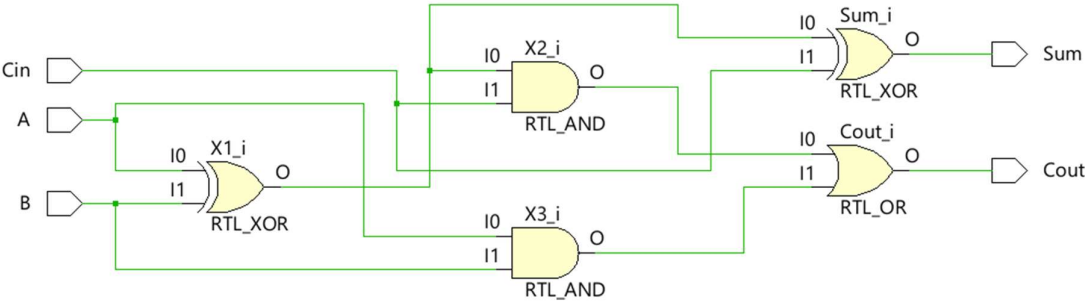 Cin
A
B
I0
I1
X1_i
O
RTL_XOR
I0
I1
X2_i
O
RTL_AND
I0
I1
X3_i
O
RTL_AND
I0
I1
Sum_i
O
RTL_XOR
Sum
I0
I1
Cout_i
O
RTL_OR
Cout